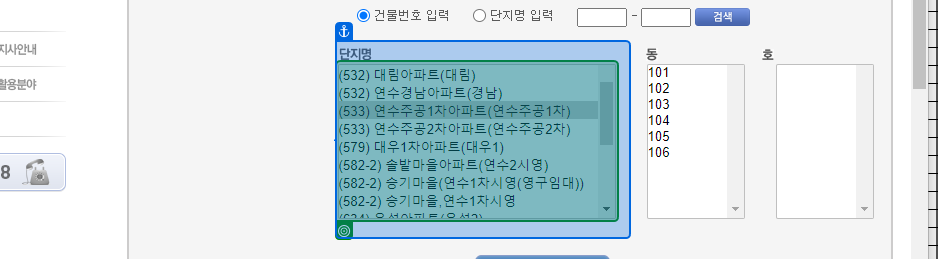 건물번호 입력 단지명 입력 - 검색
지사안내
활용분야
8
단지명 동 호
(532) 대림아파트(대림)
(532) 연수경남아파트(경남)
(533) 연수주공1차아파트(연수주공1차)
(533) 연수주공2차아파트(연수주공2차)
(579) 대우1차아파트(대우1)
(582-2) 솔밭마을아파트(연수2시영)
(582-2) 승기마을(연수1차시영(영구임대))
(582-2) 승기마을,연수1차시영
101
102
103
104
105
106